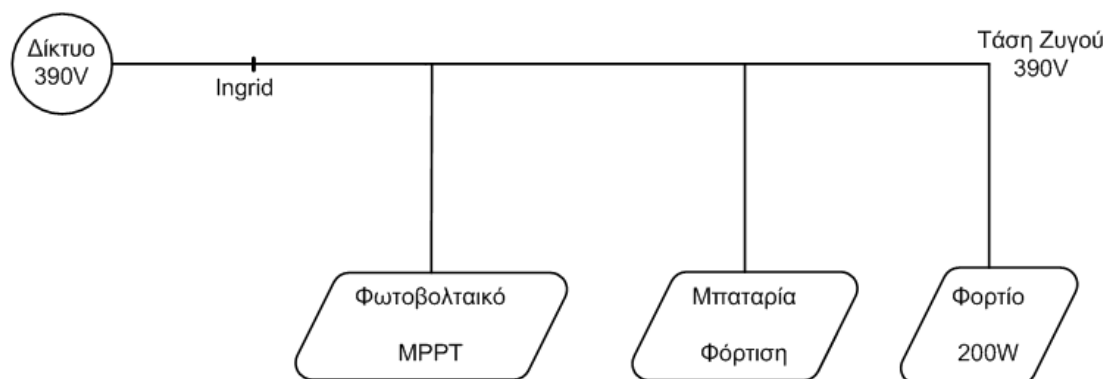 Δίκτυο
390V
Ingrid
Τάση Ζυγού
390V
Φωτοβολταικό
MPPT
Μπαταρία
Φόρτιση
Φορτίο
200W